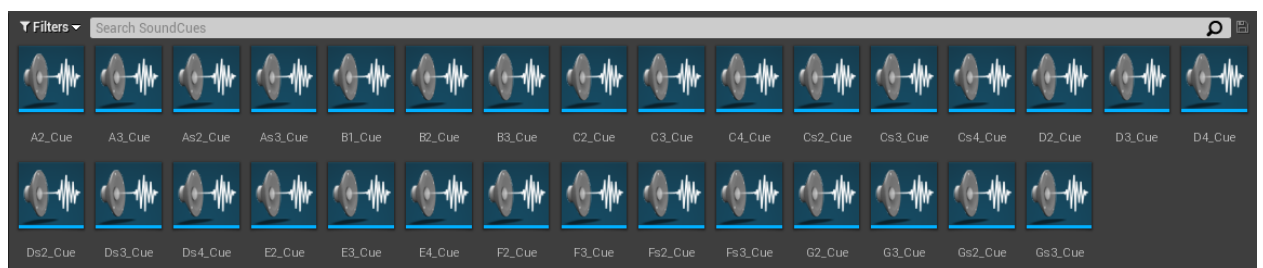 Filters Search SoundCues
A2_Cue A3_Cue As2_Cue As3_Cue B1_Cue B2_Cue B3_Cue C2_Cue C3_Cue C4_Cue Cs2_Cue Cs3_Cue Cs4_Cue D2_Cue D3_Cue D4_Cue
Ds2_Cue Ds3_Cue Ds4_Cue E2_Cue E3_Cue E4_Cue F2_Cue F3_Cue Fs2_Cue Fs3_Cue G2_Cue G3_Cue Gs2_Cue Gs3_Cue